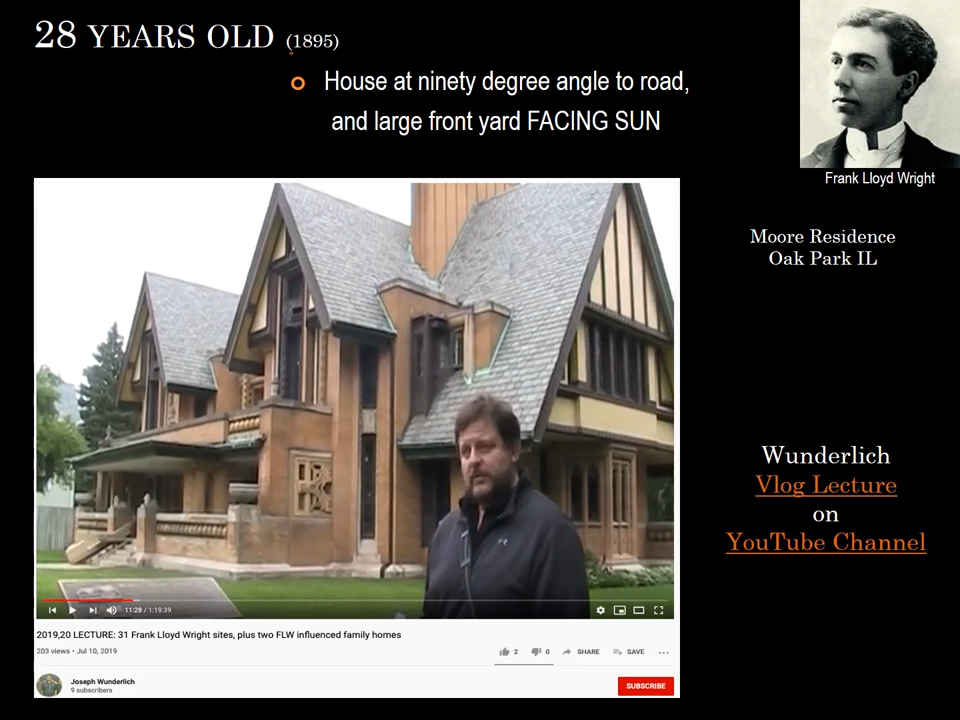 28 YEARS OLD (1895)
House at ninety degree angle to road,
and large front yard FACING SUN
Frank Lloyd Wright
Moore Residence
Oak Park IL
Wunderlich
Vlog Lecture
on
YouTube Channel
11:28 / 1:19:39
2019,20 LECTURE: 31 Frank Lloyd Wright sites, plus two FLW influenced family homes
203 views • Jul 10, 2019
2
0
SHARE
SAVE
Joseph Wunderlich
9 subscribers
SUBSCRIBE